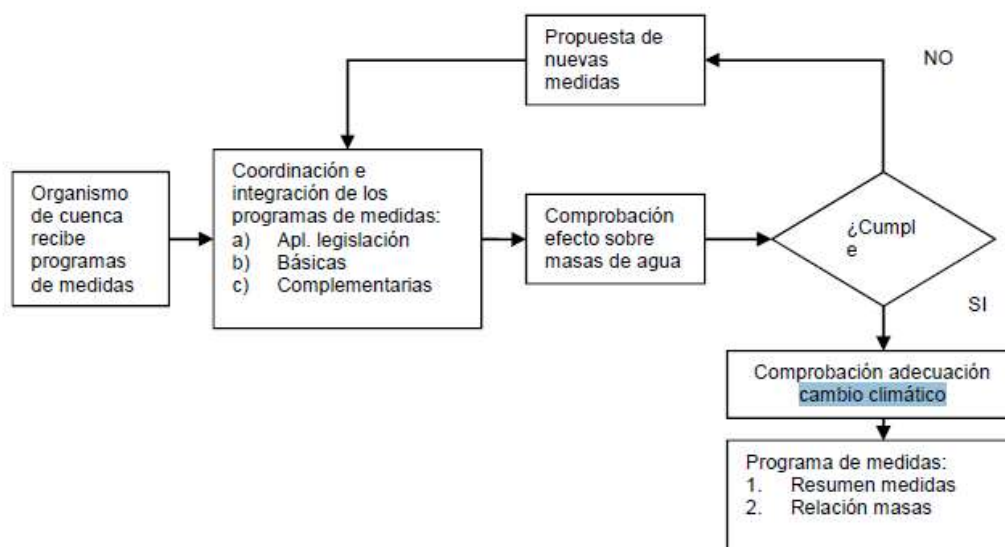 Propuesta de
nuevas
medidas
NO
Organismo
de cuenca
recibe
programas
de medidas
Coordinación e
integración de los
programas de medidas:
a) Apl. legislación
b) Básicas
c) Complementarias
Comprobación
efecto sobre
masas de agua
¿Cumpl
e
SI
Comprobación adecuación
cambio climático
Programa de medidas:
1. Resumen medidas
2. Relación masas